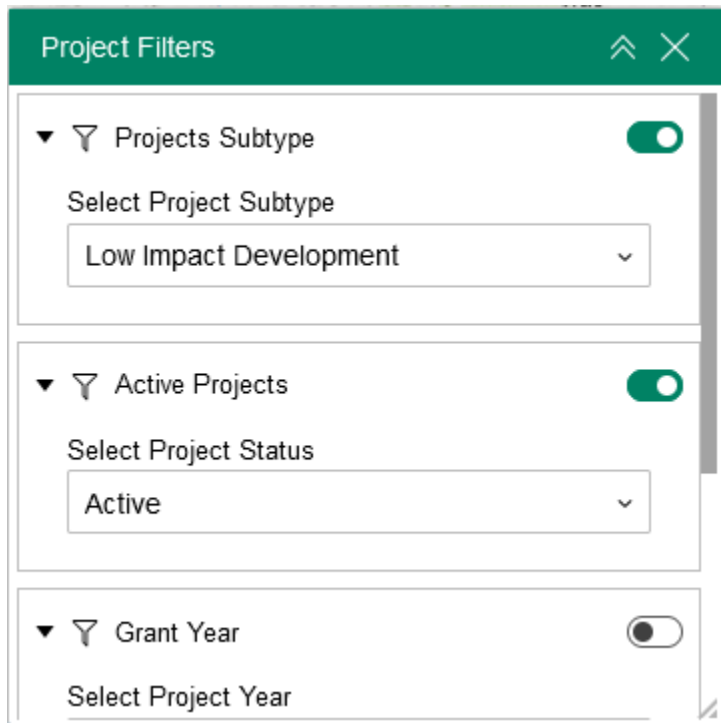 Project Filters
Projects Subtype
Select Project Subtype
Low Impact Development
Active Projects
Select Project Status
Active
Grant Year
Select Project Year